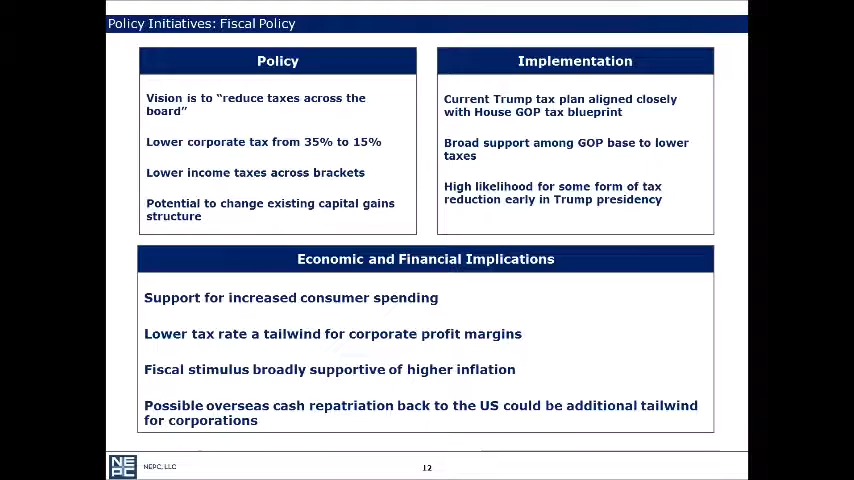 Policy Initiatives: Fiscal Policy
Policy
Vision is to “reduce taxes across the
board”
Lower corporate tax from 35% to 15%
Lower income taxes across brackets
Potential to change existing capital gains
structure
Implementation
Current Trump tax plan aligned closely
with House GOP tax blueprint
Broad support among GOP base to lower
taxes
High likelihood for some form of tax
reduction early in Trump presidency
Economic and Financial Implications
Support for increased consumer spending
Lower tax rate a tailwind for corporate profit margins
Fiscal stimulus broadly supportive of higher inflation
Possible overseas cash repatriation back to the US could be additional tailwind
for corporations
NE
PC
NEPC, LLC
12